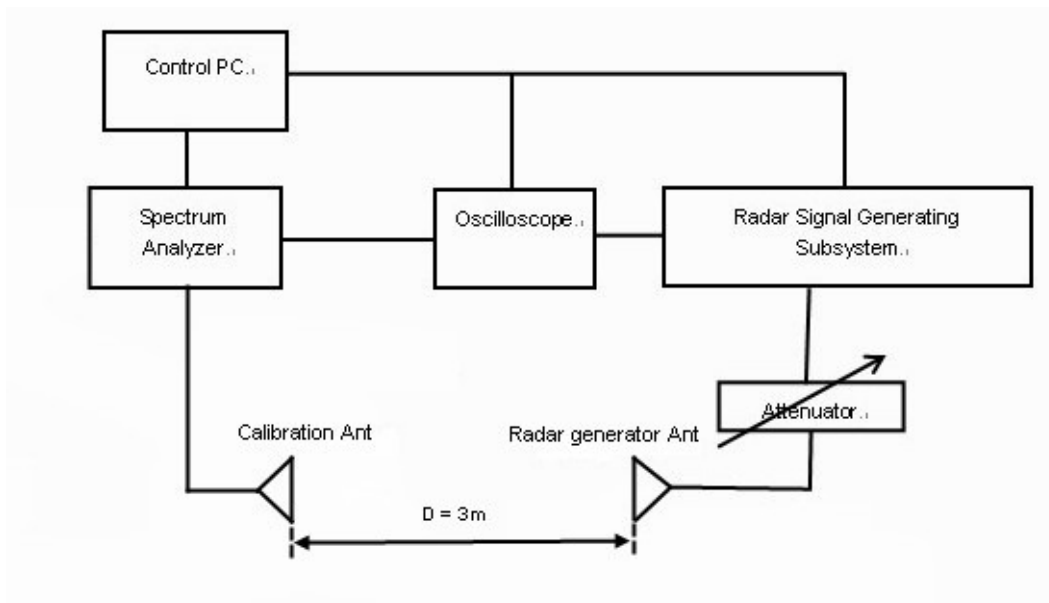 Control PC
Spectrum
Analyzer
Oscilloscope
Radar Signal Generating
Subsystem
Attenuator
Calibration Ant
Radar generator Ant
D = 3m